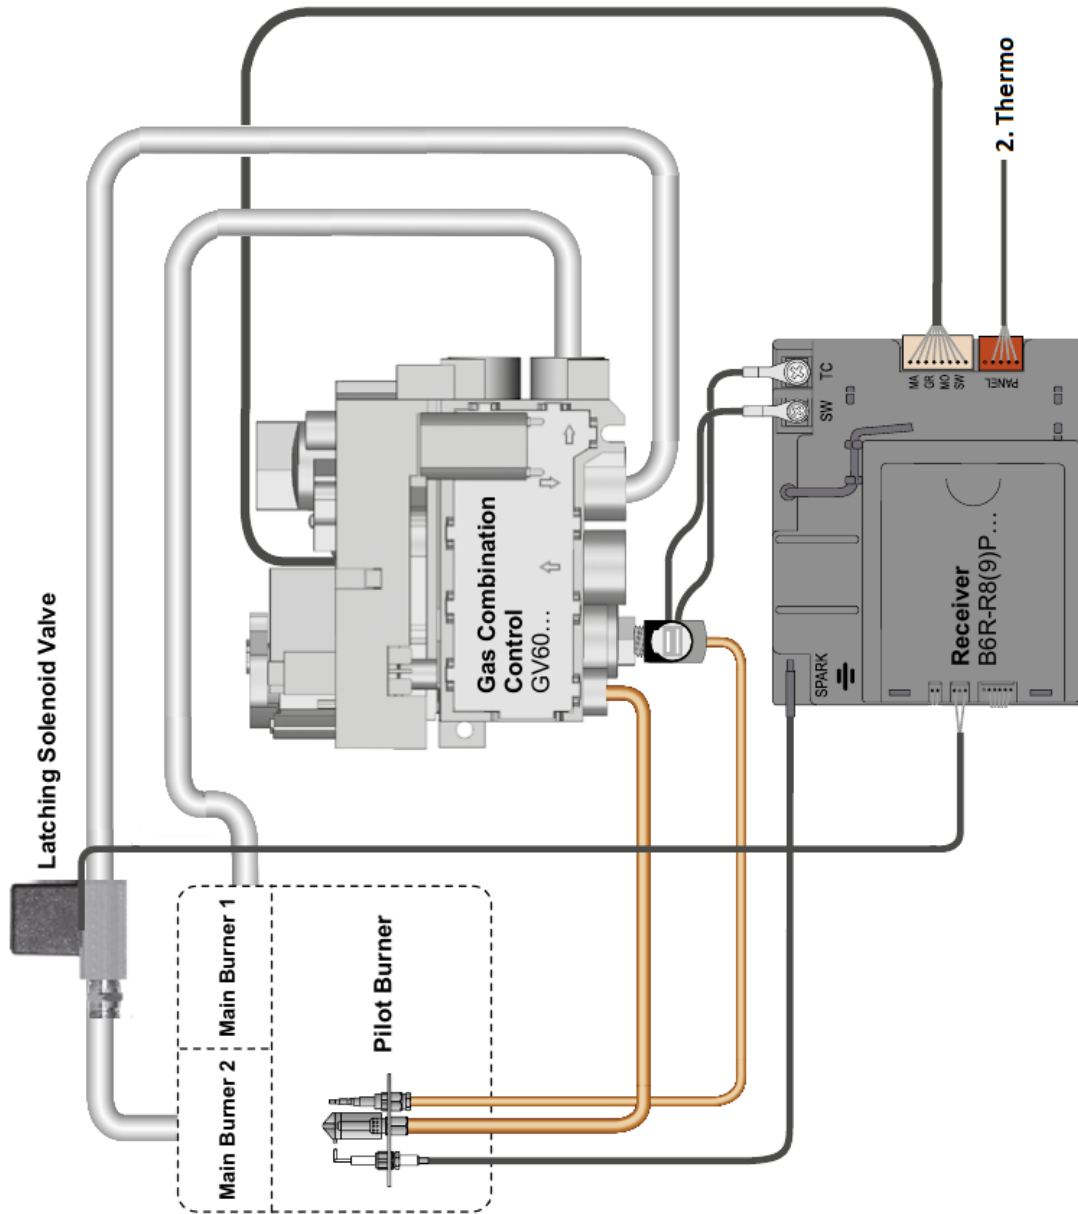 Latching Solenoid Valve
Main Burner 2
Main Burner 1
Pilot Burner
Gas Combination
Control
GV60...
SPARK
SW
TC
MA
GR
MO
SW
PANEL
2. Thermo
Receiver
B6R-R8(9)P...